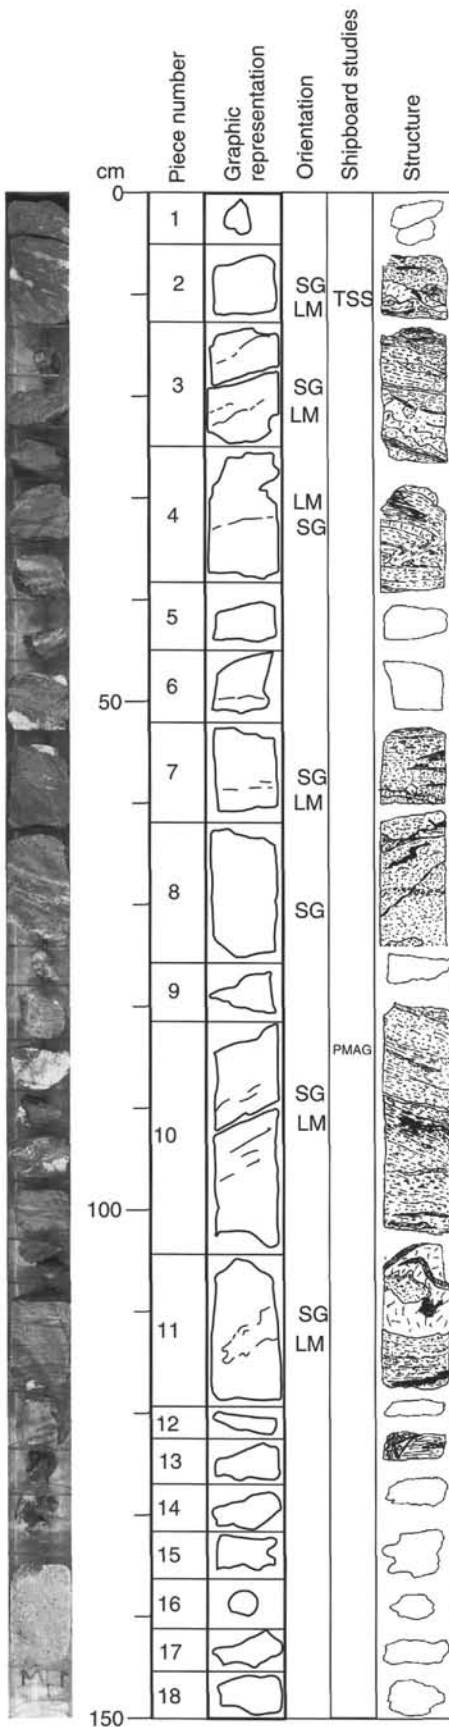 cm
Piece number
Graphic representation
Orientation
Shipboard studies
Structure
0
1
2
SG
LM
TSS
3
SG
LM
4
LM
SG
5
6
50
7
SG
LM
8
SG
9
PMAG
10
SG
LM
100
11
SG
LM
12
13
14
15
16
17
18
150